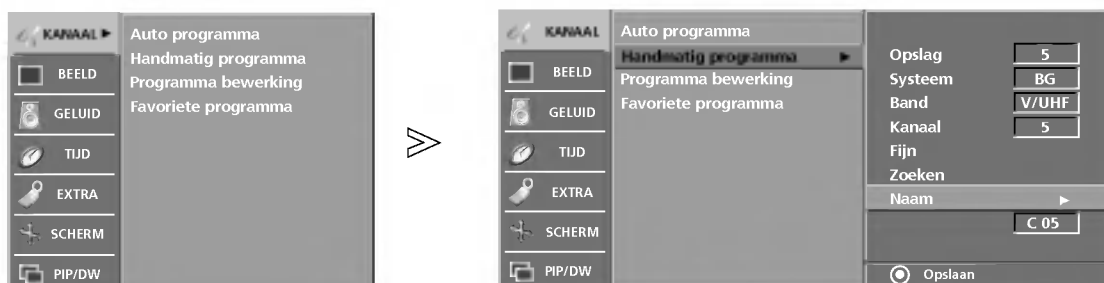 KANAAL
BEELD
GELUID
TIJD
EXTRA
SCHERM
PIP/DW
Auto programma
Handmatig programma
Programma bewerking
Favoriete programma
KANAAL
BEELD
GELUID
TIJD
EXTRA
SCHERM
PIP/DW
Auto programma
Handmatig programma
Programma bewerking
Favoriete programma
Opslag 5
Systeem BG
Band V/UHF
Kanaal 5
Fijn
Zoeken
Naam
C 05
Opslaan